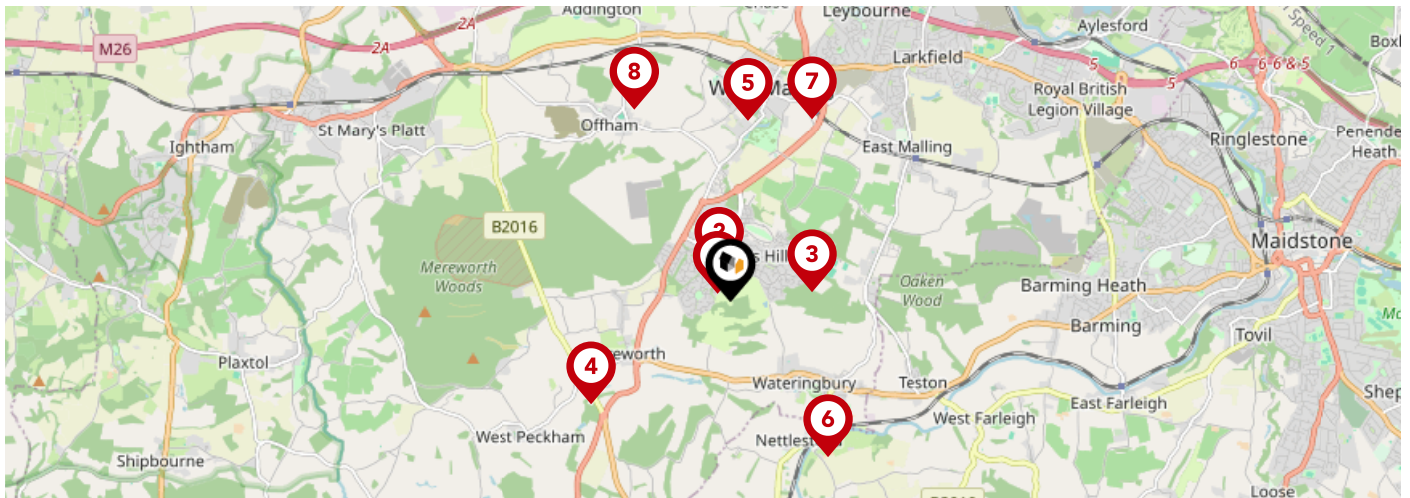 Addington
Leybourne
Aylesford
Speed 1
M26
2A
2A
Larkfield
5
5
6
6 6 & 5
Royal British
Legion Village
8
5
7
St Mary's Platt
Offham
Ightham
East Malling
Ringlestone
Heath
B2016
2
3
Maidstone
Mereworth
Woods
Oaken
Wood
Barming Heath
Barming
Tovil
Plaxtol
4
Wateringbury
Teston
East Farleigh
West Farleigh
6
West Peckham
Shipbourne
Loose